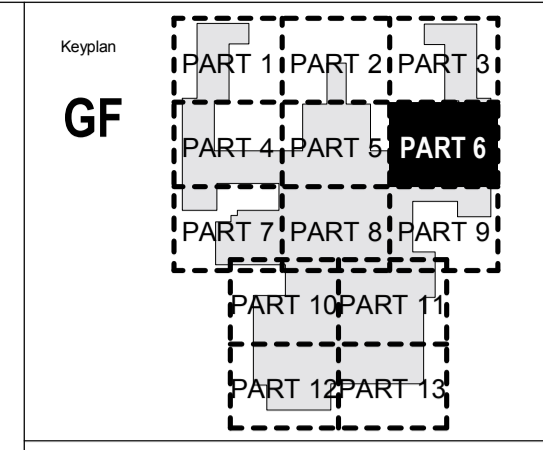 Keyplan
GF
PART 1 PART 2 PART 3
PART 4 PART 5 PART 6
PART 7 PART 8 PART 9
PART 10 PART 11
PART 12 PART 13